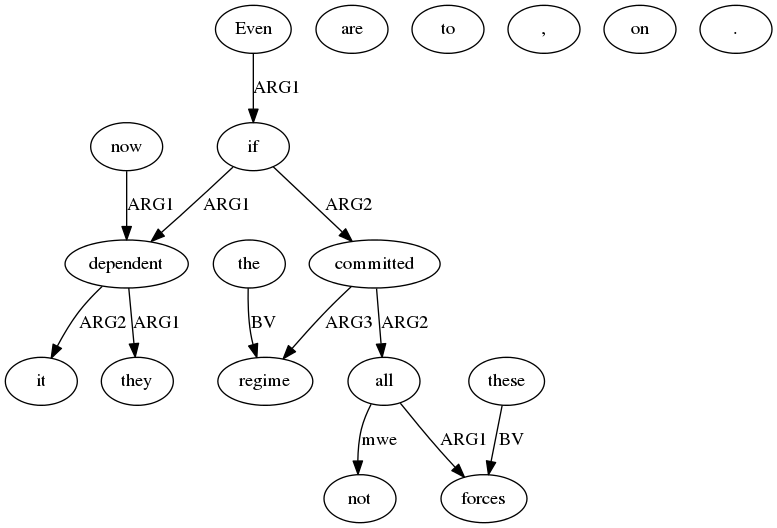 Even are to , on .
ARG1
now if
ARG1 ARG1 ARG2
dependent the committed
ARG2 ARG1 BV ARG3 ARG2
it they regime all these
mwe ARG1 BV
not forces